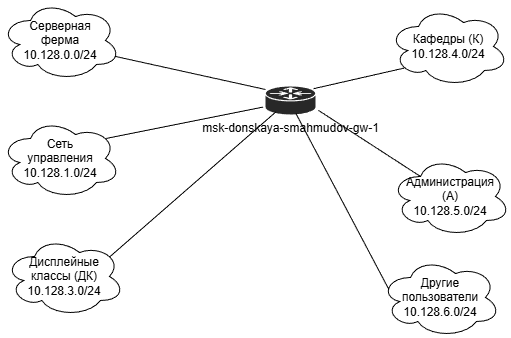 Серверная
ферма
10.128.0.0/24
Кафедры (К)
10.128.4.0/24
msk-donskaya-smahmudov-gw-1
Сеть
управления
10.128.1.0/24
Администрация
(А)
10.128.5.0/24
Дисплейные
классы (ДК)
10.128.3.0/24
Другие
пользователи
10.128.6.0/24